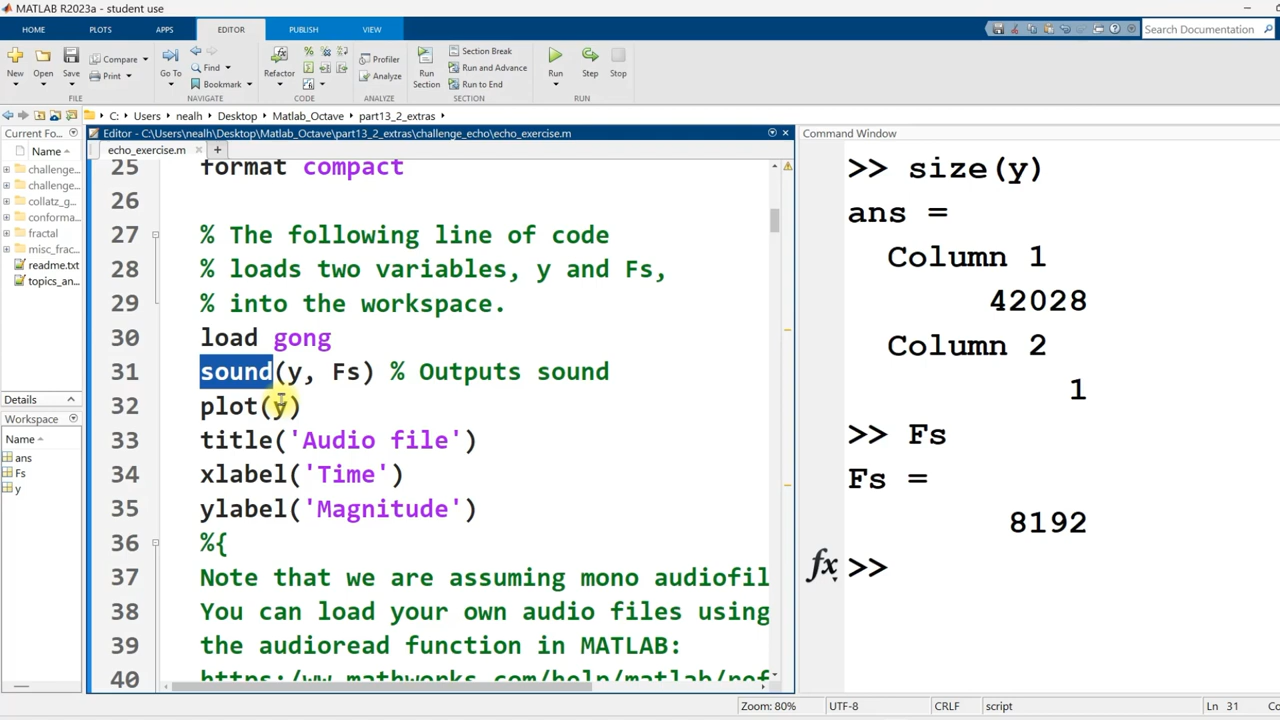 MATLAB R2023a - student use
HOME PLOTS APPS EDITOR PUBLISH VIEW
Search Documentation
New Open Save Compare Print
Go To Find Bookmark
Refactor
Profiler
Analyze
Run Section
Section Break
Run and Advance
Run to End
Run Step Stop
FILE NAVIGATE CODE ANALYZE SECTION RUN
C: Users nealh Desktop Matlab_Octave part13_2_extras
Current Fo...
Name
challenge...
challenge...
collatz_g...
conforma...
fractal
misc_frac...
readme.txt
topics_an...
Details
Workspace
Name
ans
Fs
y
Editor - C:\Users\nealh\Desktop\Matlab_Octave\part13_2_extras\challenge_echo\echo_exercise.m
echo_exercise.m
25 format compact
26
27 % The following line of code
28 % loads two variables, y and Fs,
29 % into the workspace.
30 load gong
31 sound(y, Fs) % Outputs sound
32 plot(y)
33 title('Audio file')
34 xlabel('Time')
35 ylabel('Magnitude')
36 %{
37 Note that we are assuming mono audiofil
38 You can load your own audio files using
39 the audioread function in MATLAB:
40 https:/ww.mathworks.com/help/matlab/ref
Command Window
>> size(y)
ans =
Column 1
42028
Column 2
1
>> Fs
Fs =
8192
fx >>
Zoom: 80% UTF-8 CRLF script Ln 31 Co